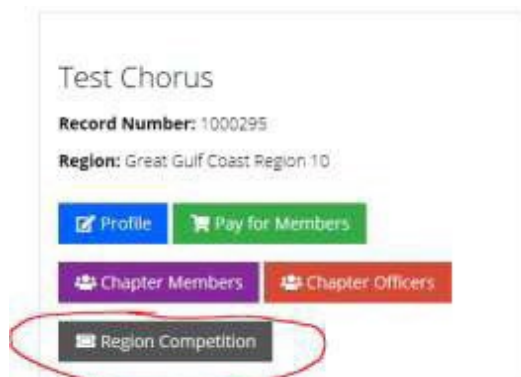 Test Chorus
Record Number: 1000295
Region: Great Gulf Coast Region 10
Profile
Pay for Members
Chapter Members
Chapter Officers
Region Competition